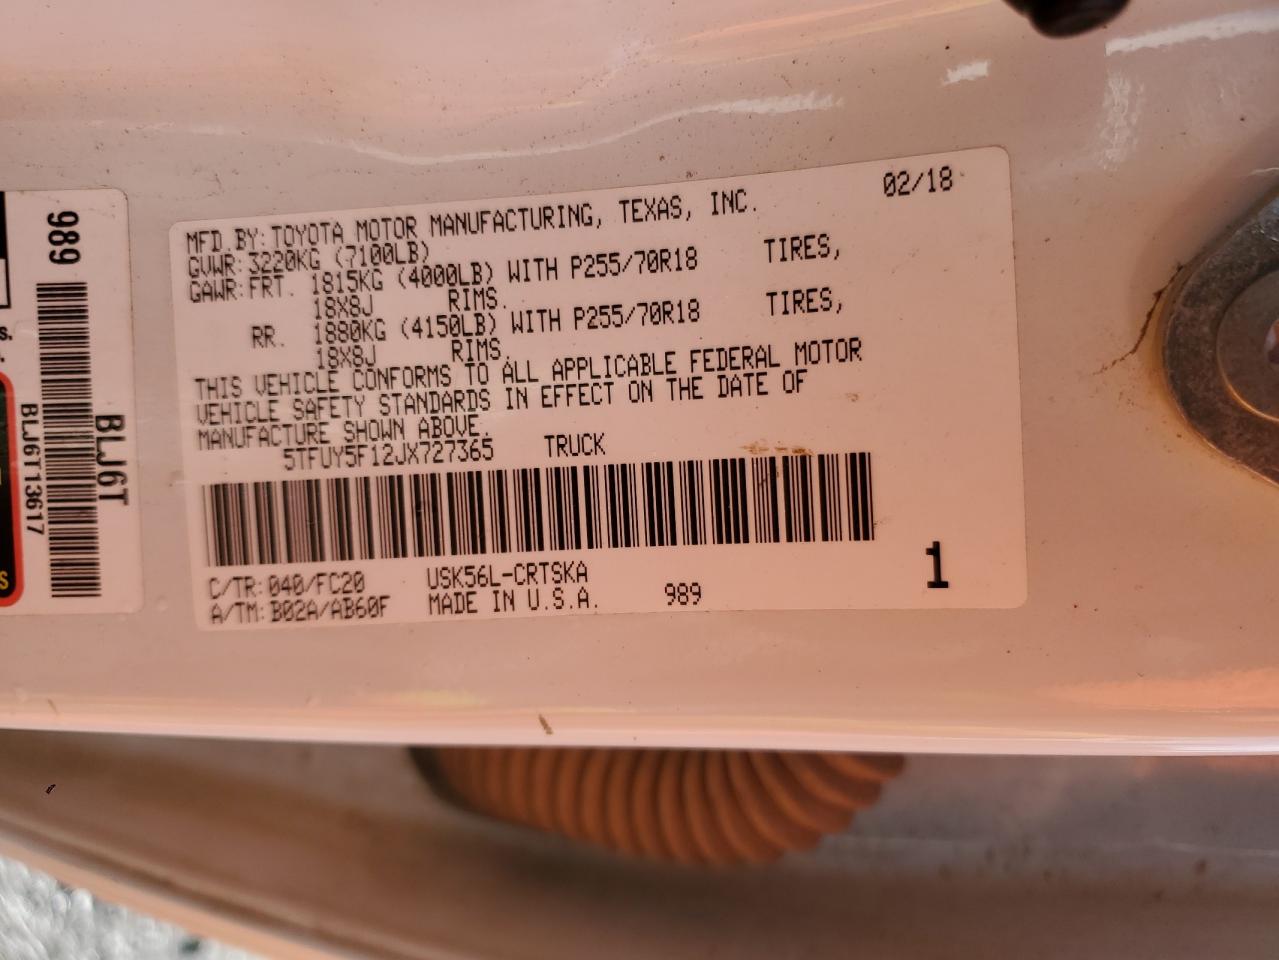 02/18
MFD.BY:TOYOTA MOTOR MANUFACTURING, TEXAS, INC.
GVWR:3220KG (7100LB)
GAWR:FRT. 1815KG (4000LB) WITH P255/70R18 TIRES,
18X8J RIMS.
RR. 1880KG (4150LB) WITH P255/70R18 TIRES,
18X8J RIMS.
THIS VEHICLE CONFORMS TO ALL APPLICABLE FEDERAL MOTOR
VEHICLE SAFETY STANDARDS IN EFFECT ON THE DATE OF
MANUFACTURE SHOWN ABOVE.
5TFUY5F12JX727365 TRUCK
C/TR:040/FC20 USK56L-CRTSKA
A/TM:B02A/AB60F MADE IN U.S.A. 989
1
989
BLJ6T
BLJ6T13617
s.
S